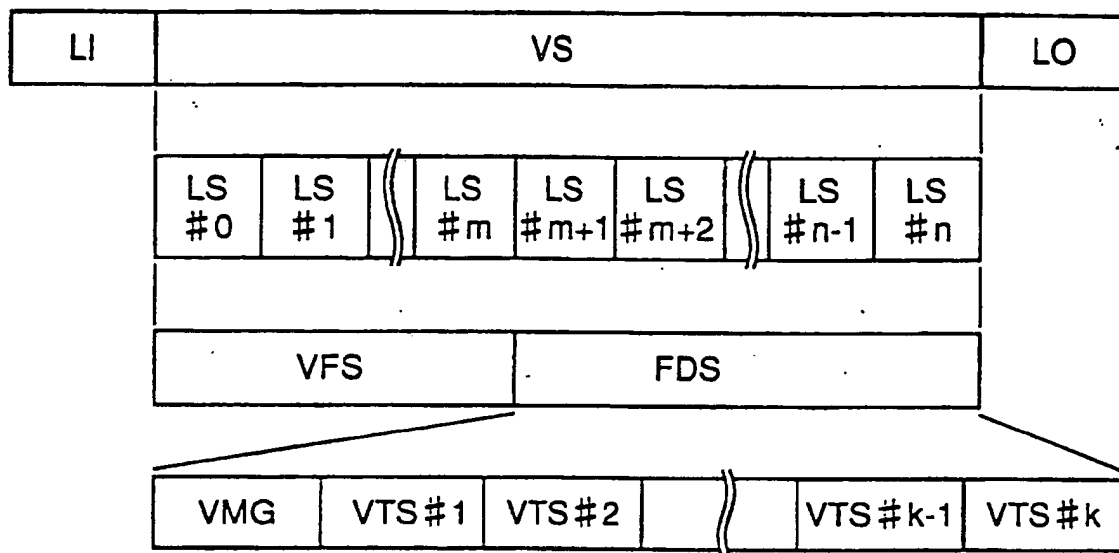 LI VS LO
LS #0 LS #1 LS #m LS #m+1 LS #m+2 LS #n-1 LS #n
VFS FDS
VMG VTS#1 VTS#2 VTS#k-1 VTS#k